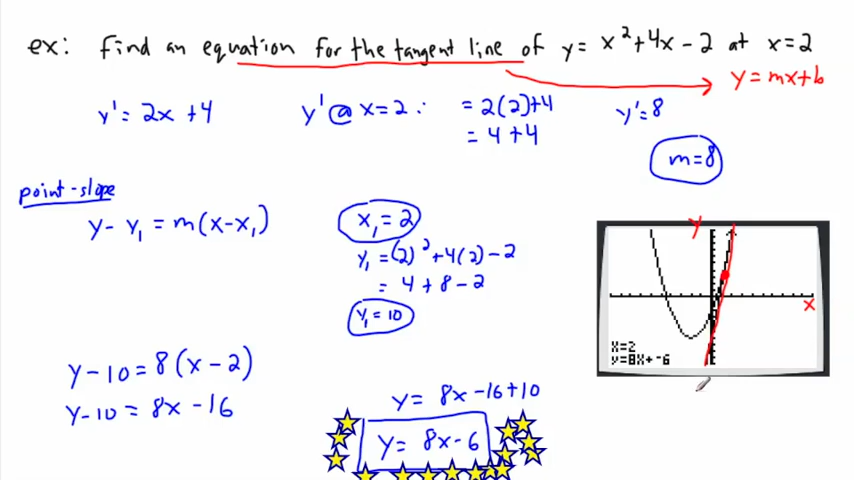 ex: find an equation for the tangent line of y = x²+4x-2 at x=2
y=mx+b
y' = 2x+4
y' @ x=2 :
= 2(2)+4
= 4+4
y'=8
m=8
point-slope
y-y₁ = m(x-x₁)
x₁ = 2
y₁ = (2)²+4(2)-2
= 4+8-2
y₁ = 10
y-10 = 8(x-2)
y-10 = 8x-16
y = 8x-16+10
y = 8x-6
y
x
X=2
y=8X+-6